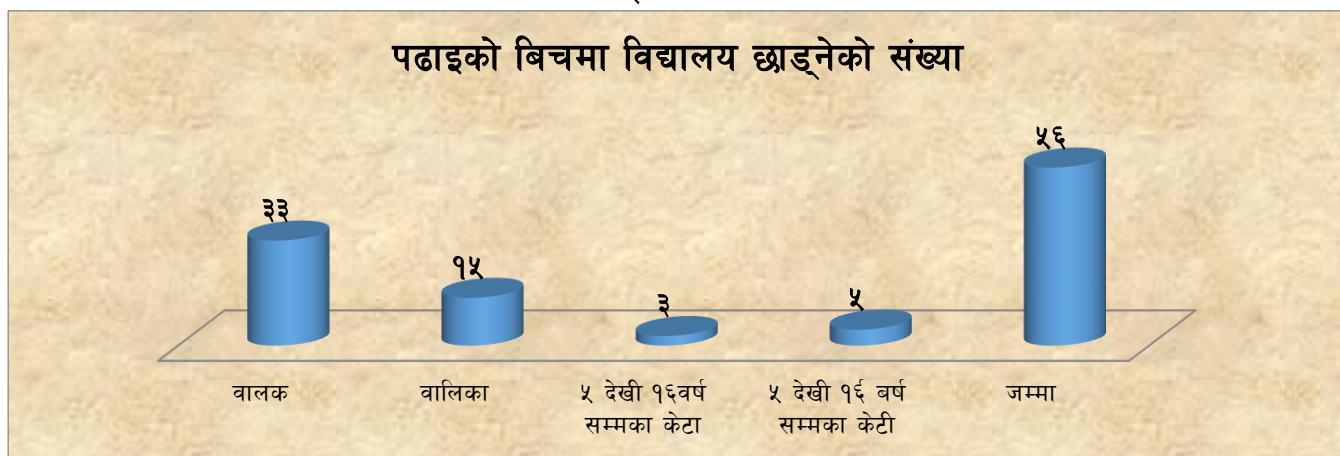 पढाइको बिचमा विद्यालय छाड्नेको संख्या
५६
३३
१५
३
५
वालक
वालिका
५ देखी १६वर्ष
सम्मका केटा
५ देखी १६ बर्ष
सम्मका केटी
जम्मा